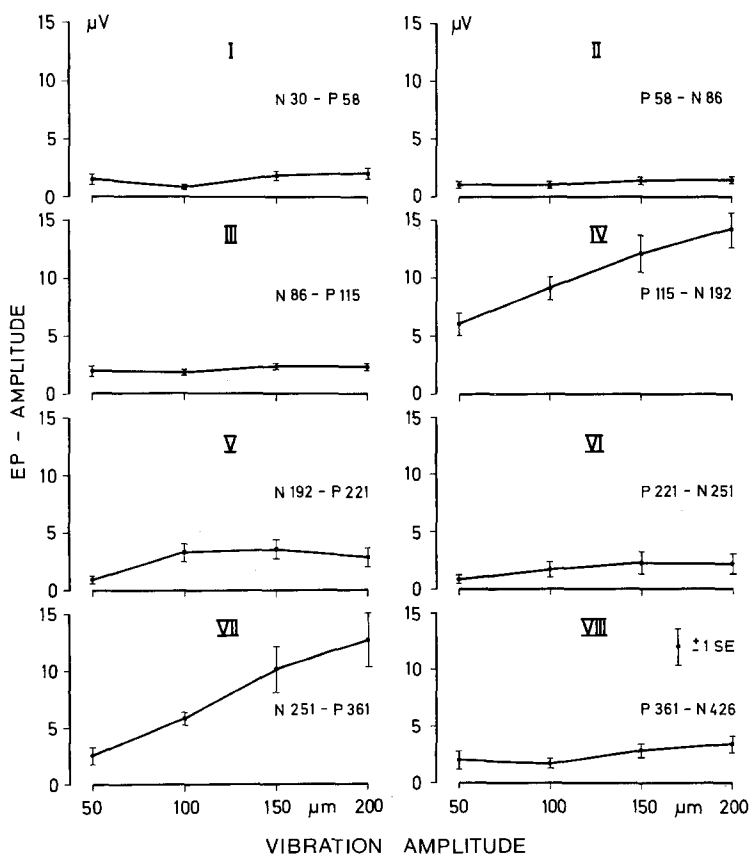 μV
I
N 30 - P 58
15
10
5
0
μV
II
P 58 - N 86
15
10
5
0
III
N 86 - P 115
15
10
5
0
IV
P 115 - N 192
15
10
5
0
V
N 192 - P 221
15
10
5
0
VI
P 221 - N 251
15
10
5
0
VII
N 251 - P 361
15
10
5
0
50 100 150 μm 200
VIII
± 1 SE
P 361 - N 426
15
10
5
0
50 100 150 μm 200
EP - AMPLITUDE
VIBRATION AMPLITUDE